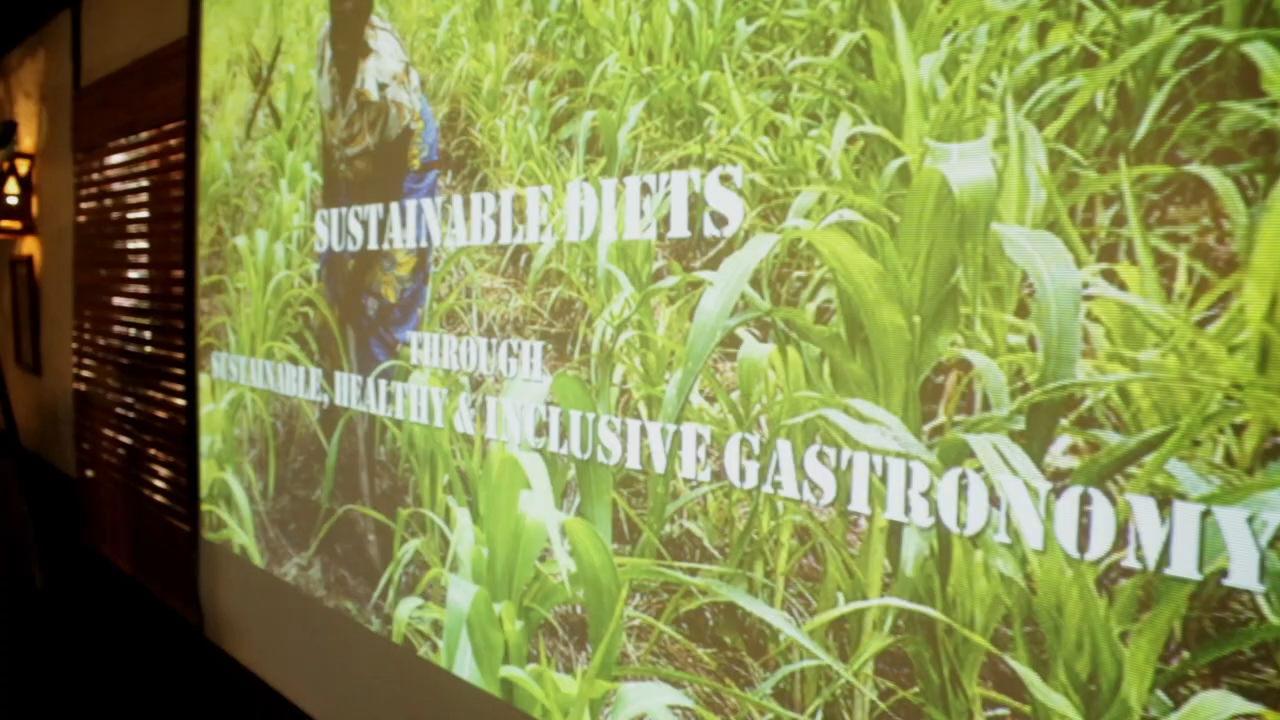 SUSTAINABLE DIETS
THROUGH
SUSTAINABLE, HEALTHY & INCLUSIVE GASTRONOMY